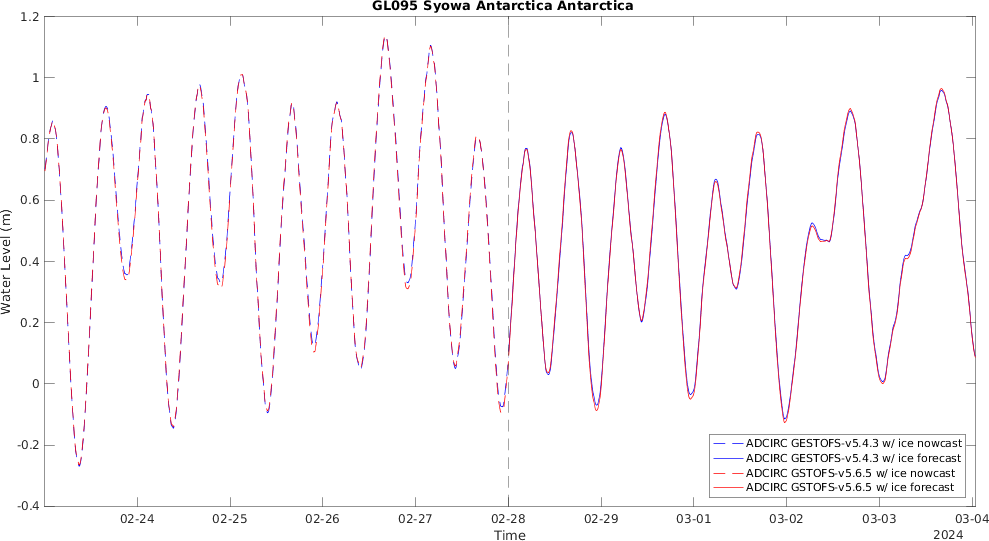 GL095 Syowa Antarctica Antarctica
1.2
1
0.8
0.6
0.4
0.2
0
-0.2
-0.4
Water Level (m)
ADCIRC GESTOFS-v5.4.3 w/ ice nowcast
ADCIRC GESTOFS-v5.4.3 w/ ice forecast
ADCIRC GSTOFS-v5.6.5 w/ ice nowcast
ADCIRC GSTOFS-v5.6.5 w/ ice forecast
02-24 02-25 02-26 02-27 02-28 02-29 03-01 03-02 03-03 03-04
Time
2024